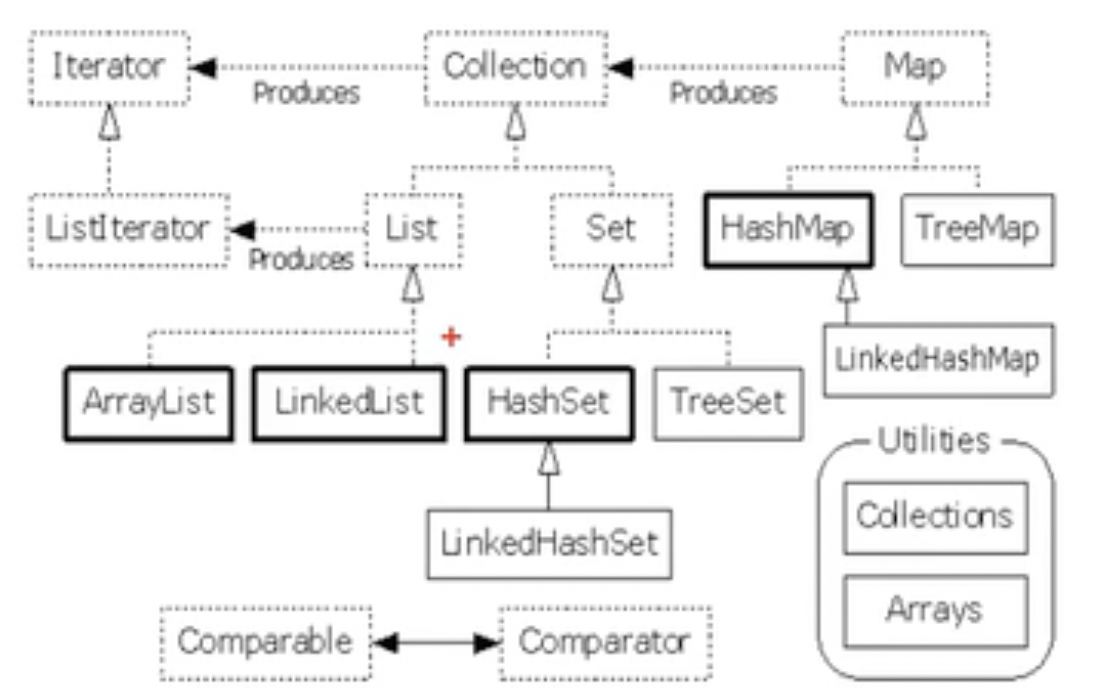 Iterator
Collection
Map
Produces
Produces
ListIterator
List
Set
HashMap
TreeMap
Produces
LinkedHashMap
ArrayList
LinkedList
HashSet
TreeSet
Utilities
Collections
LinkedHashSet
Arrays
Comparable
Comparator